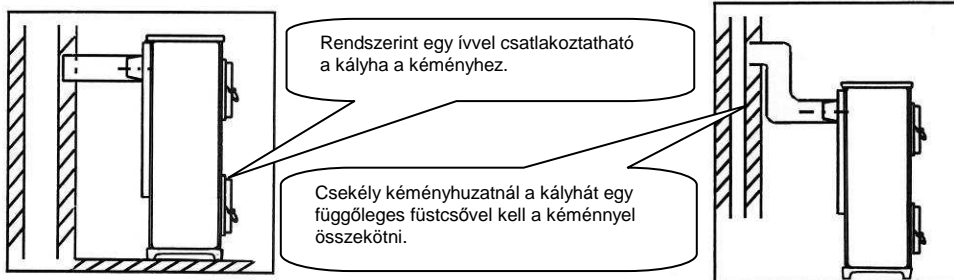 Rendszerint egy ívvel csatlakoztatható
a kályha a kéményhez.
Csekély kéményhuzatnál a kályhát egy
függőleges füstcsővel kell a kéménnyel
összekötni.